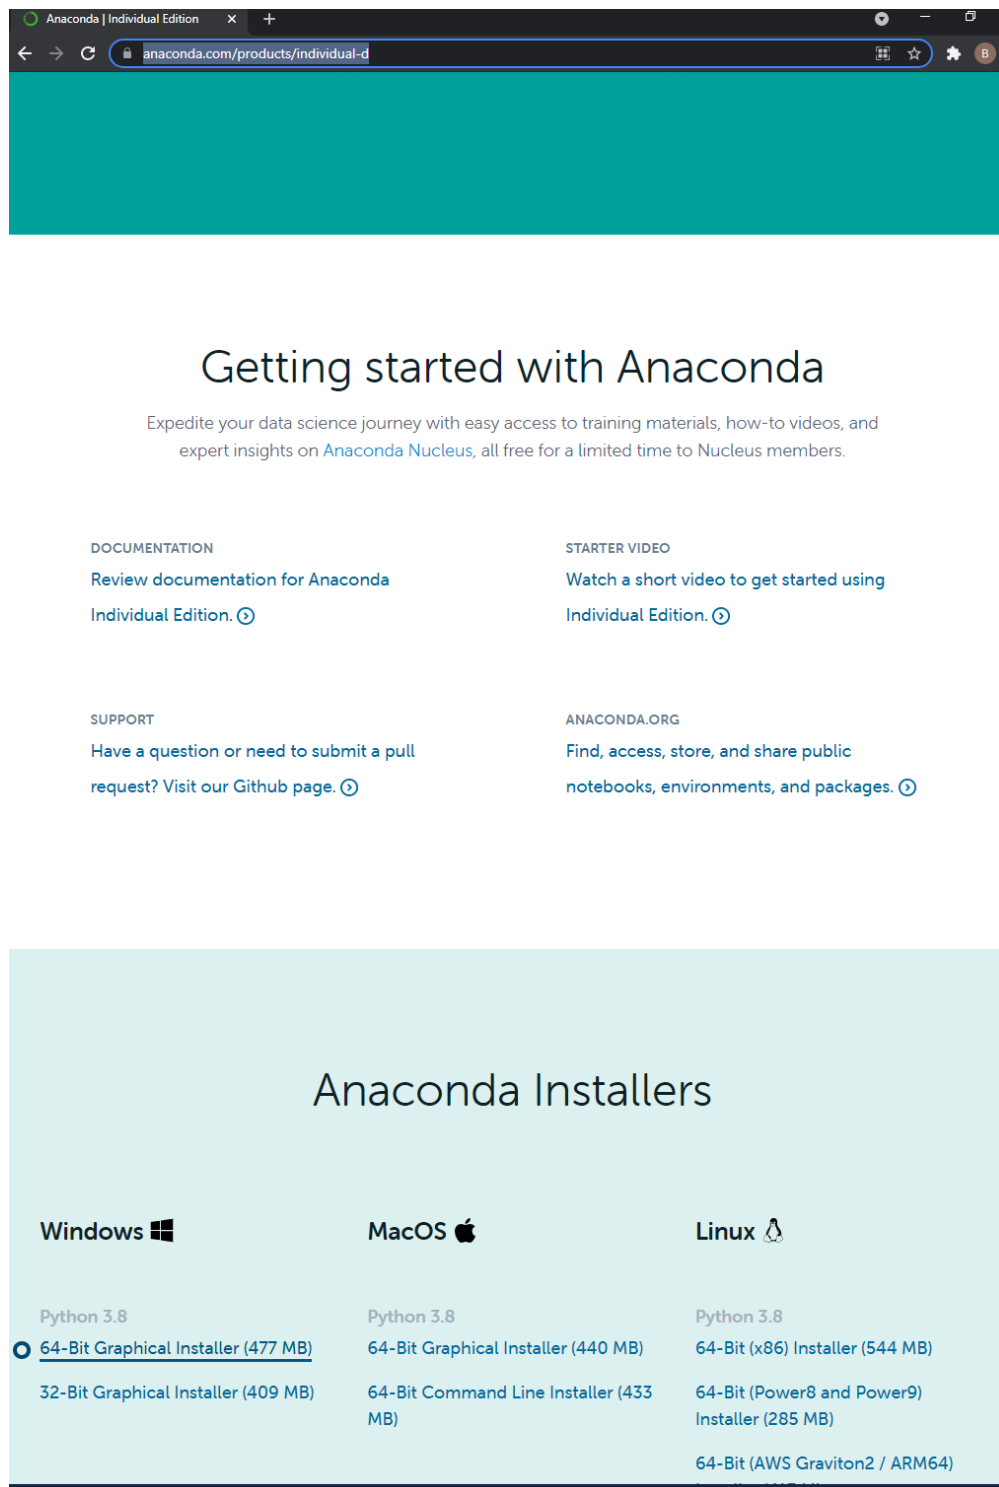 Anaconda | Individual Edition
anaconda.com/products/individual-d
B
Getting started with Anaconda
Expedite your data science journey with easy access to training materials, how-to videos, and
expert insights on Anaconda Nucleus, all free for a limited time to Nucleus members.
DOCUMENTATION
Review documentation for Anaconda
Individual Edition.
STARTER VIDEO
Watch a short video to get started using
Individual Edition.
SUPPORT
Have a question or need to submit a pull
request? Visit our Github page.
ANACONDA.ORG
Find, access, store, and share public
notebooks, environments, and packages.
Anaconda Installers
Windows
Python 3.8
64-Bit Graphical Installer (477 MB)
32-Bit Graphical Installer (409 MB)
MacOS
Python 3.8
64-Bit Graphical Installer (440 MB)
64-Bit Command Line Installer (433
MB)
Linux
Python 3.8
64-Bit (x86) Installer (544 MB)
64-Bit (Power8 and Power9)
Installer (285 MB)
64-Bit (AWS Graviton2 / ARM64)